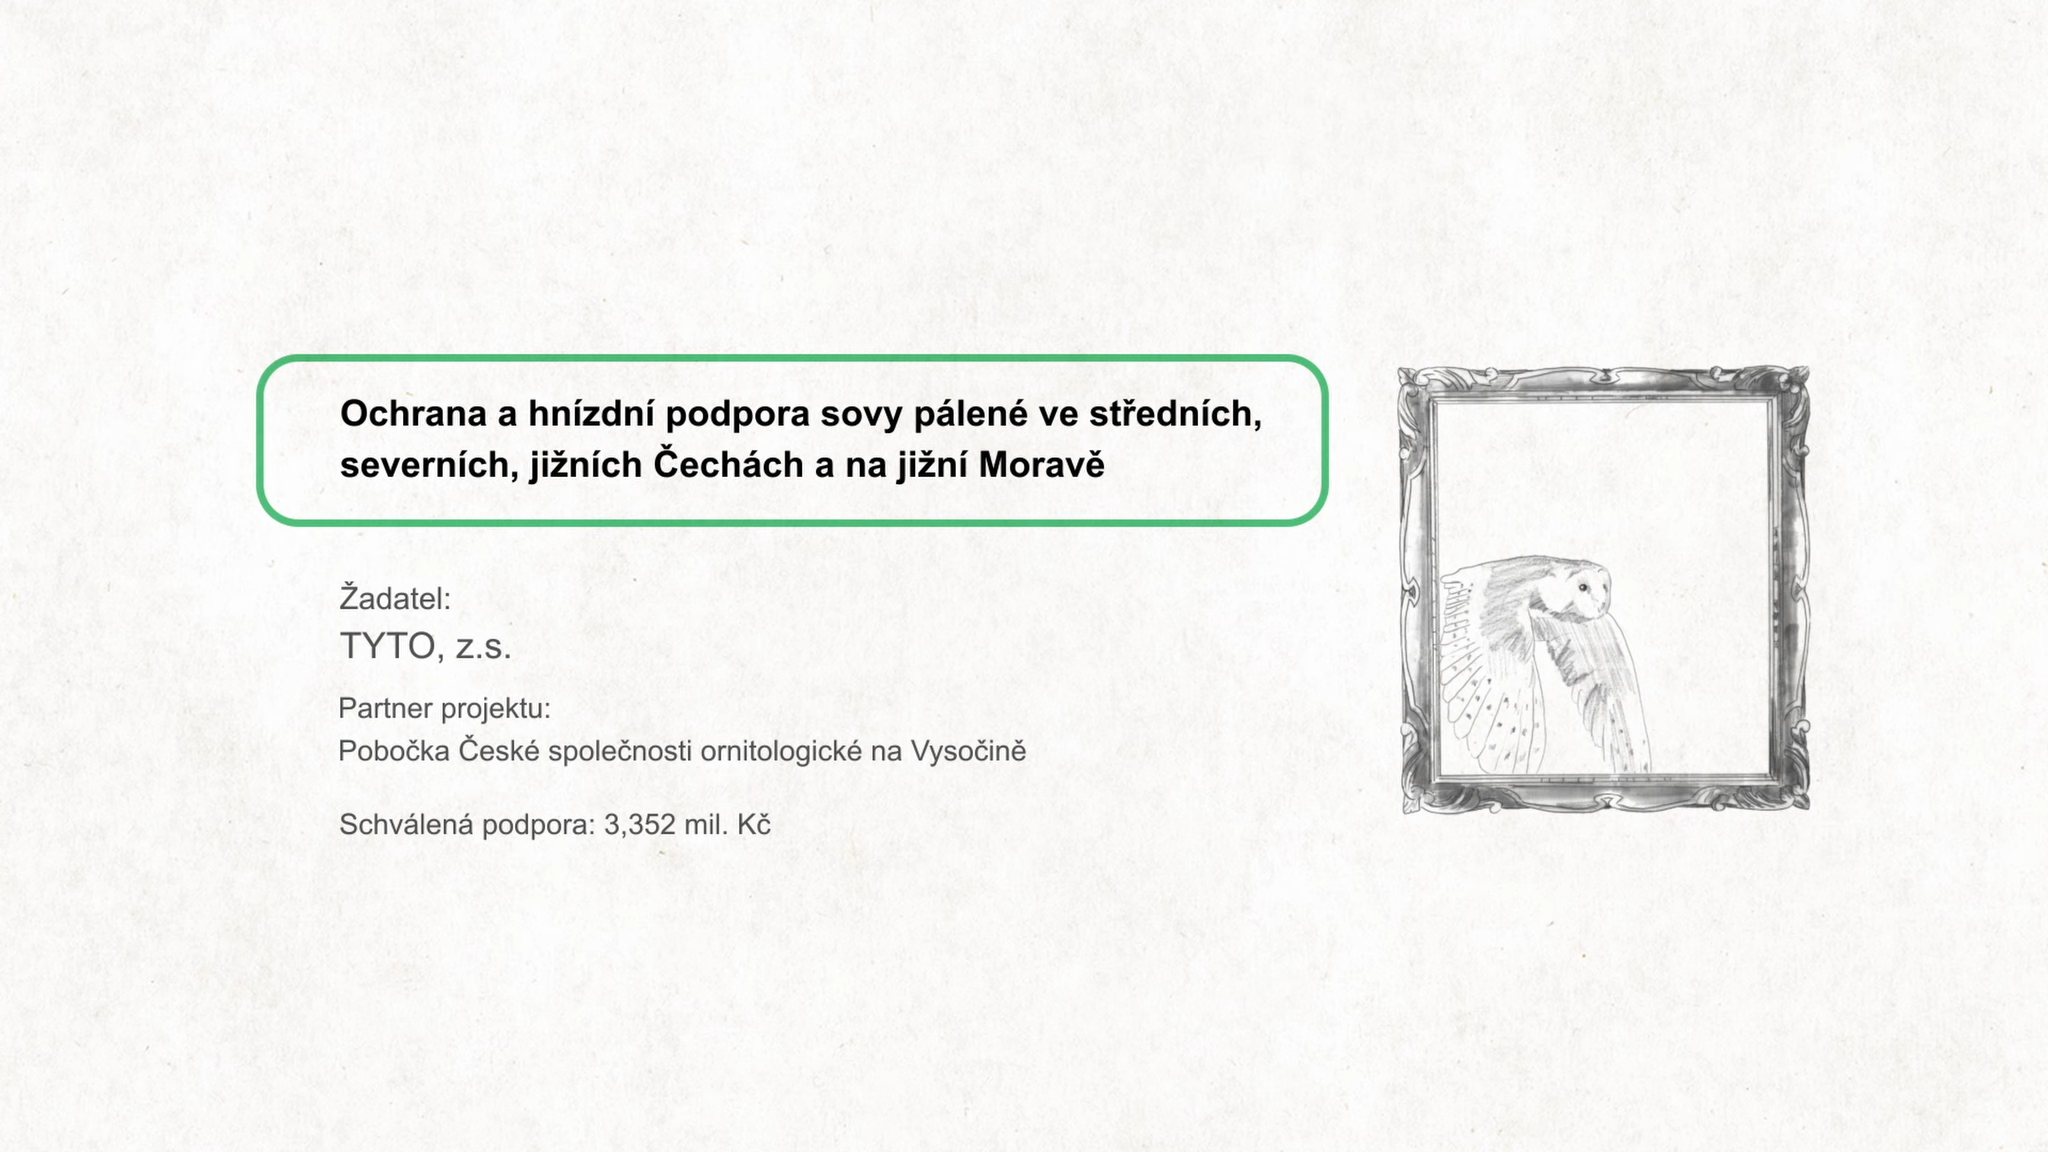 Ochrana a hnízdní podpora sovy pálené ve středních,
severních, jižních Čechách a na jižní Moravě
Žadatel:
TYTO, z.s.
Partner projektu:
Pobočka České společnosti ornitologické na Vysočině
Schválená podpora: 3,352 mil. Kč